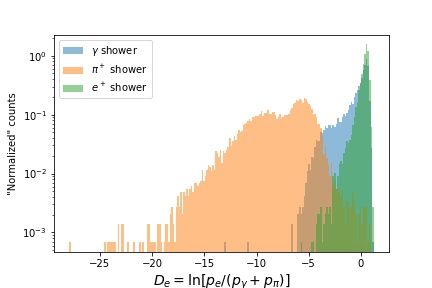 γ shower
π⁺ shower
e⁺ shower
"Normalized" counts
10⁰
10⁻¹
10⁻²
10⁻³
−25 −20 −15 −10 −5 0
Dₑ = ln[pₑ/(pᵧ + p_π)]